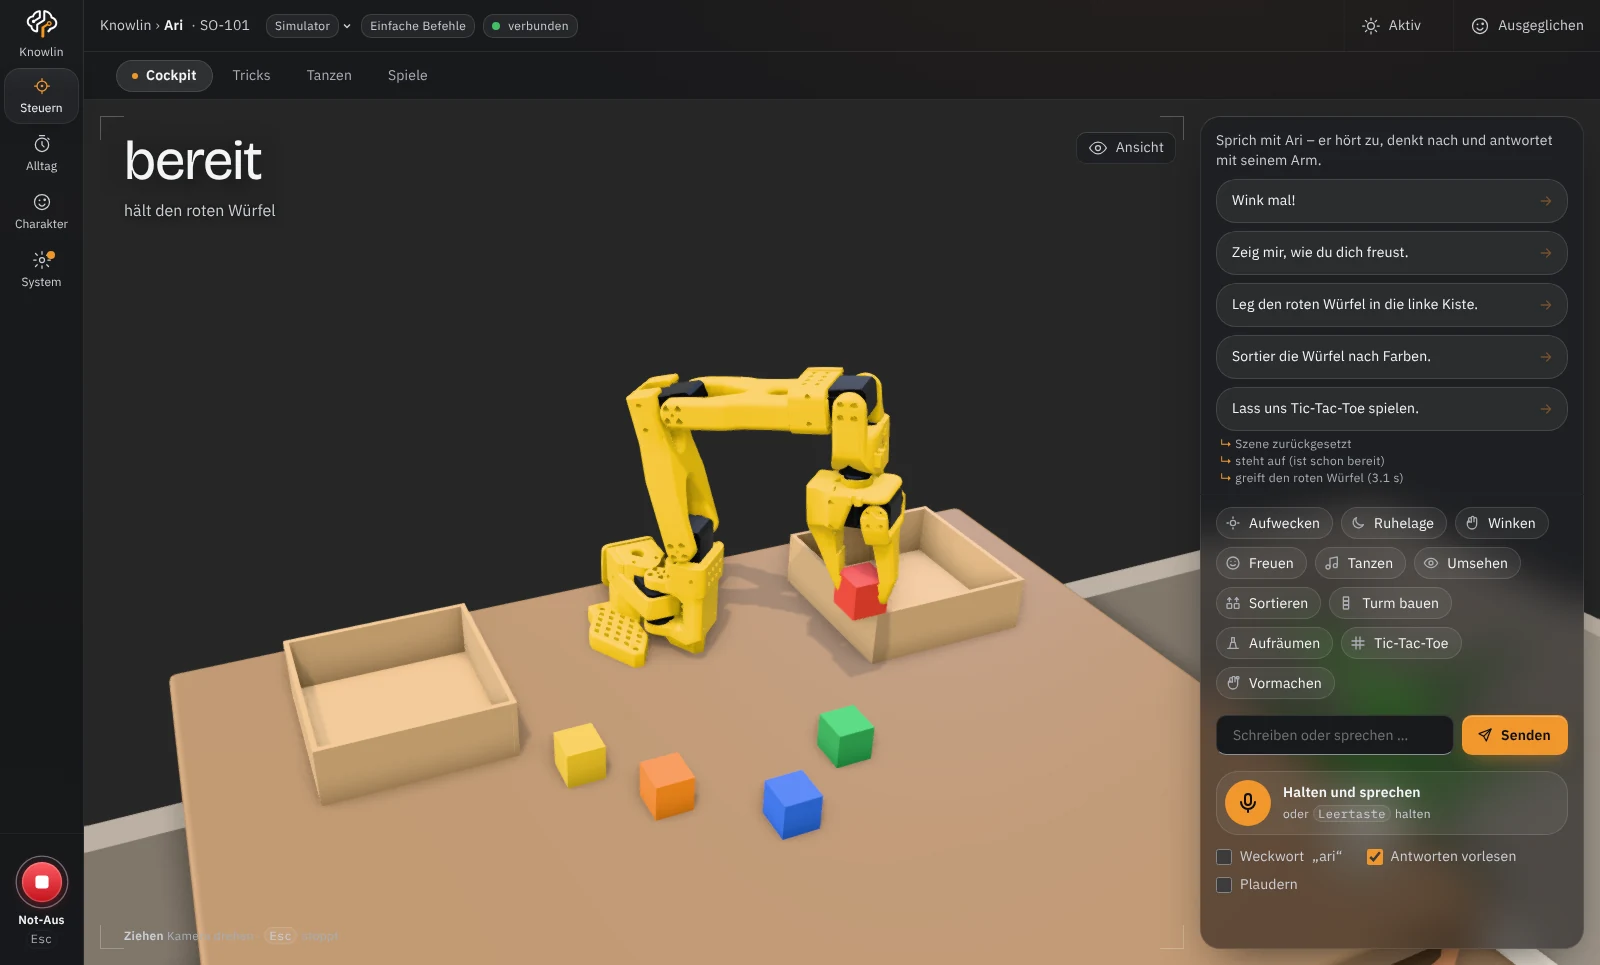 Knowlin
Steuern
Alltag
Charakter
System
Not-Aus
Esc
Knowlin › Ari · SO-101
Simulator
Einfache Befehle
verbunden
Aktiv
Ausgeglichen
Cockpit
Tricks
Tanzen
Spiele
bereit
hält den roten Würfel
Ansicht
Ziehen Kamera drehen · Esc stoppt
Sprich mit Ari – er hört zu, denkt nach und antwortet
mit seinem Arm.
Wink mal!
Zeig mir, wie du dich freust.
Leg den roten Würfel in die linke Kiste.
Sortier die Würfel nach Farben.
Lass uns Tic-Tac-Toe spielen.
Szene zurückgesetzt
steht auf (ist schon bereit)
greift den roten Würfel (3.1 s)
Aufwecken
Ruhelage
Winken
Freuen
Tanzen
Umsehen
Sortieren
Turm bauen
Aufräumen
Tic-Tac-Toe
Vormachen
Schreiben oder sprechen …
Senden
Halten und sprechen
oder Leertaste halten
Weckwort „ari“
Antworten vorlesen
Plaudern